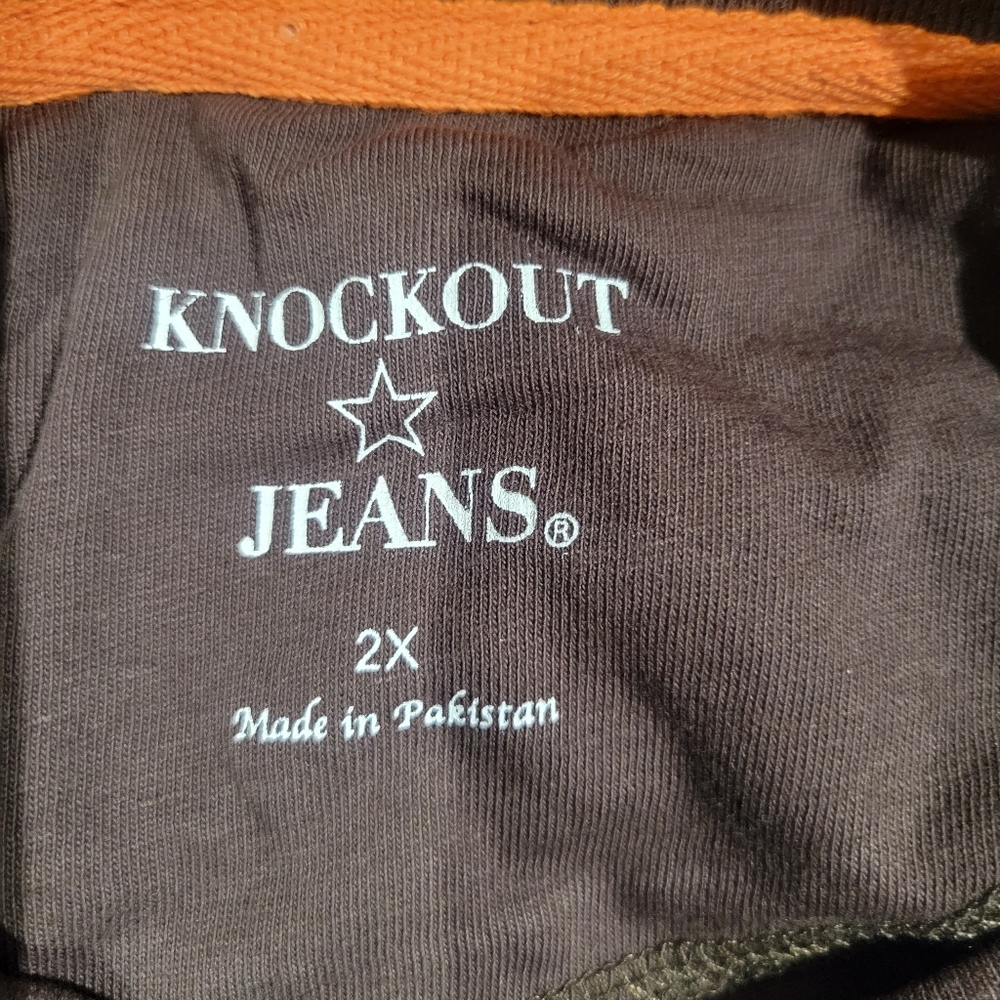 KNOCKOUT
JEANS®
2X
Made in Pakistan